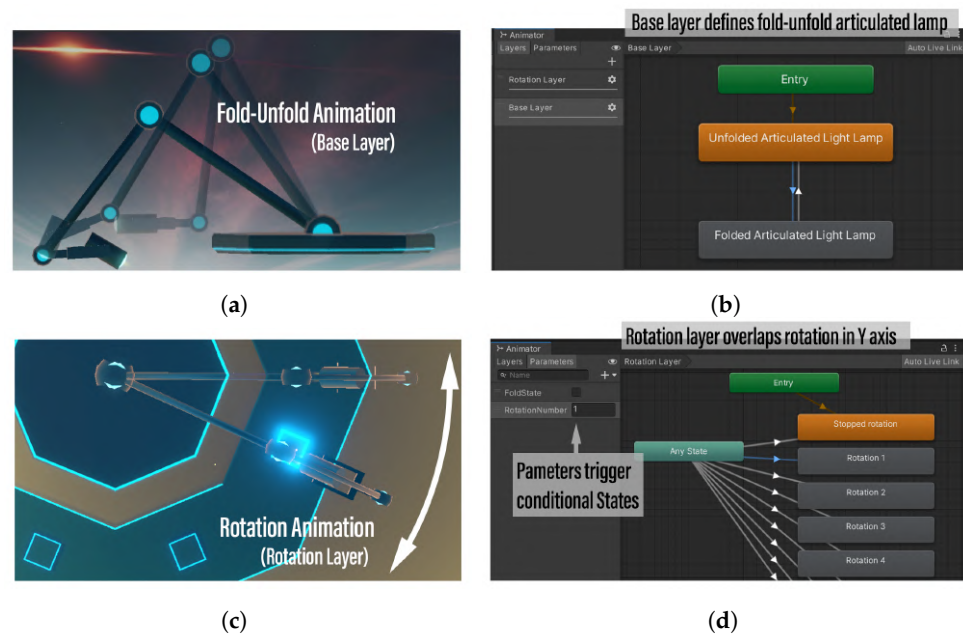 Fold-Unfold Animation
(Base Layer)
(a)
Base layer defines fold-unfold articulated lamp
Animator
Layers Parameters
Base Layer
Auto Live Link
Rotation Layer
Base Layer
Entry
Unfolded Articulated Light Lamp
Folded Articulated Light Lamp
(b)
Rotation Animation
(Rotation Layer)
(c)
Rotation layer overlaps rotation in Y axis
Animator
Layers Parameters
Rotation Layer
Auto Live Link
Name
FoldState
RotationNumber 1
Pameters trigger
conditional States
Entry
Stopped rotation
Any State
Rotation 1
Rotation 2
Rotation 3
Rotation 4
(d)